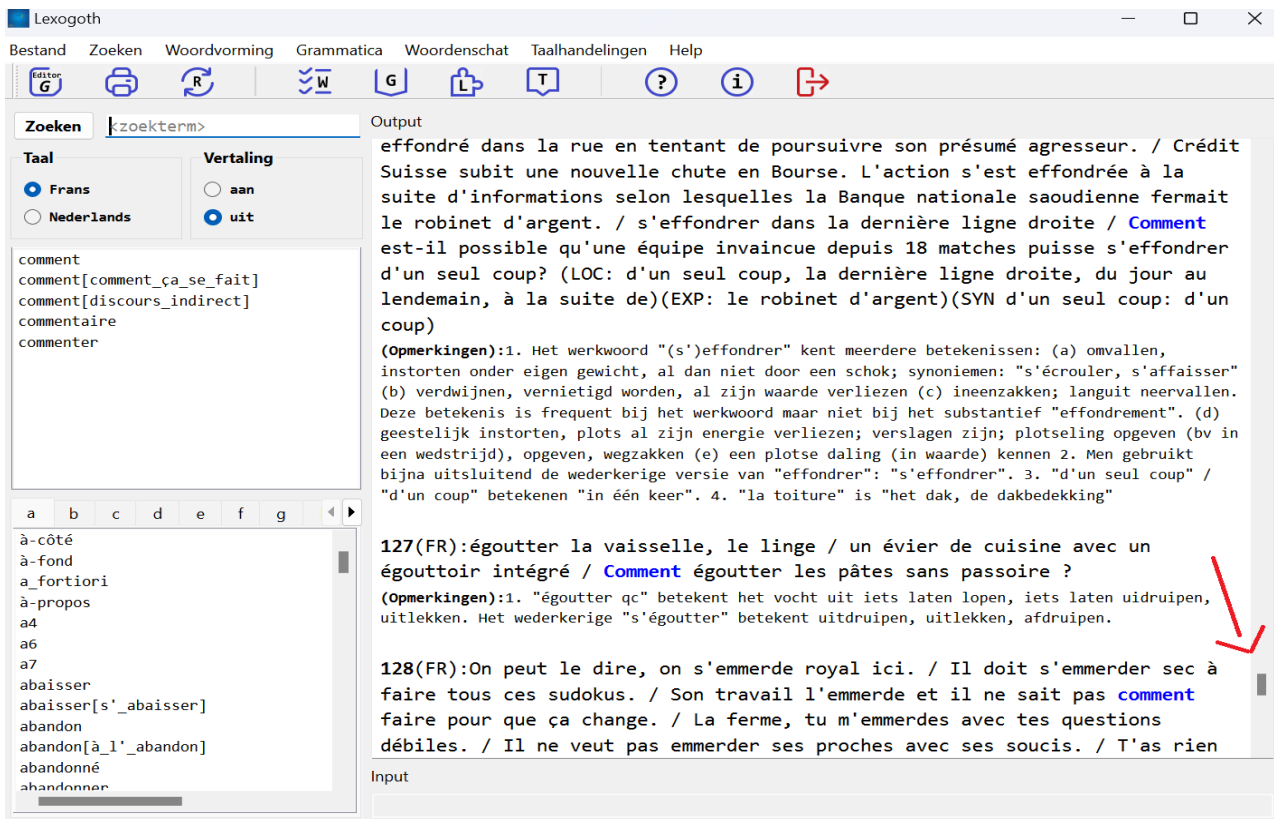 Lexogoth
Bestand Zoeken Woordvorming Grammatica Woordenschat Taalhandelingen Help
Editor G R W G L T ? i
Zoeken <zoekterm>
Taal
Frans
Nederlands
Vertaling
aan
uit
comment
comment[comment_ça_se_fait]
comment[discours_indirect]
commentaire
commenter
a b c d e f g
à-côté
à-fond
a_fortiori
à-propos
a4
a6
a7
abaisser
abaisser[s'_abaisser]
abandon
abandon[à_l'_abandon]
abandonné
abandonner
Output
effondré dans la rue en tentant de poursuivre son présumé agresseur. / Crédit
Suisse subit une nouvelle chute en Bourse. L'action s'est effondrée à la
suite d'informations selon lesquelles la Banque nationale saoudienne fermait
le robinet d'argent. / s'effondrer dans la dernière ligne droite / Comment
est-il possible qu'une équipe invaincue depuis 18 matches puisse s'effondrer
d'un seul coup? (LOC: d'un seul coup, la dernière ligne droite, du jour au
lendemain, à la suite de)(EXP: le robinet d'argent)(SYN d'un seul coup: d'un
coup)
(Opmerkingen):1. Het werkwoord "(s')effondrer" kent meerdere betekenissen: (a) omvallen,
instorten onder eigen gewicht, al dan niet door een schok; synoniemen: "s'écrouler, s'affaisser"
(b) verdwijnen, vernietigd worden, al zijn waarde verliezen (c) ineenzakken; languit neervallen.
Deze betekenis is frequent bij het werkwoord maar niet bij het substantief "effondrement". (d)
geestelijk instorten, plots al zijn energie verliezen; verslagen zijn; plotseling opgeven (bv in
een wedstrijd), opgeven, wegzakken (e) een plotse daling (in waarde) kennen 2. Men gebruikt
bijna uitsluitend de wederkerige versie van "effondrer": "s'effondrer". 3. "d'un seul coup" /
"d'un coup" betekenen "in één keer". 4. "la toiture" is "het dak, de dakbedekking"
127(FR):égoutter la vaisselle, le linge / un évier de cuisine avec un
égouttoir intégré / Comment égoutter les pâtes sans passoire ?
(Opmerkingen):1. "égoutter qc" betekent het vocht uit iets laten lopen, iets laten uidruipen,
uitlekken. Het wederkerige "s'égoutter" betekent uitdruipen, uitlekken, afdruipen.
128(FR):On peut le dire, on s'emmerde royal ici. / Il doit s'emmerder sec à
faire tous ces sudokus. / Son travail l'emmerde et il ne sait pas comment
faire pour que ça change. / La ferme, tu m'emmerdes avec tes questions
débiles. / Il ne veut pas emmerder ses proches avec ses soucis. / T'as rien
Input